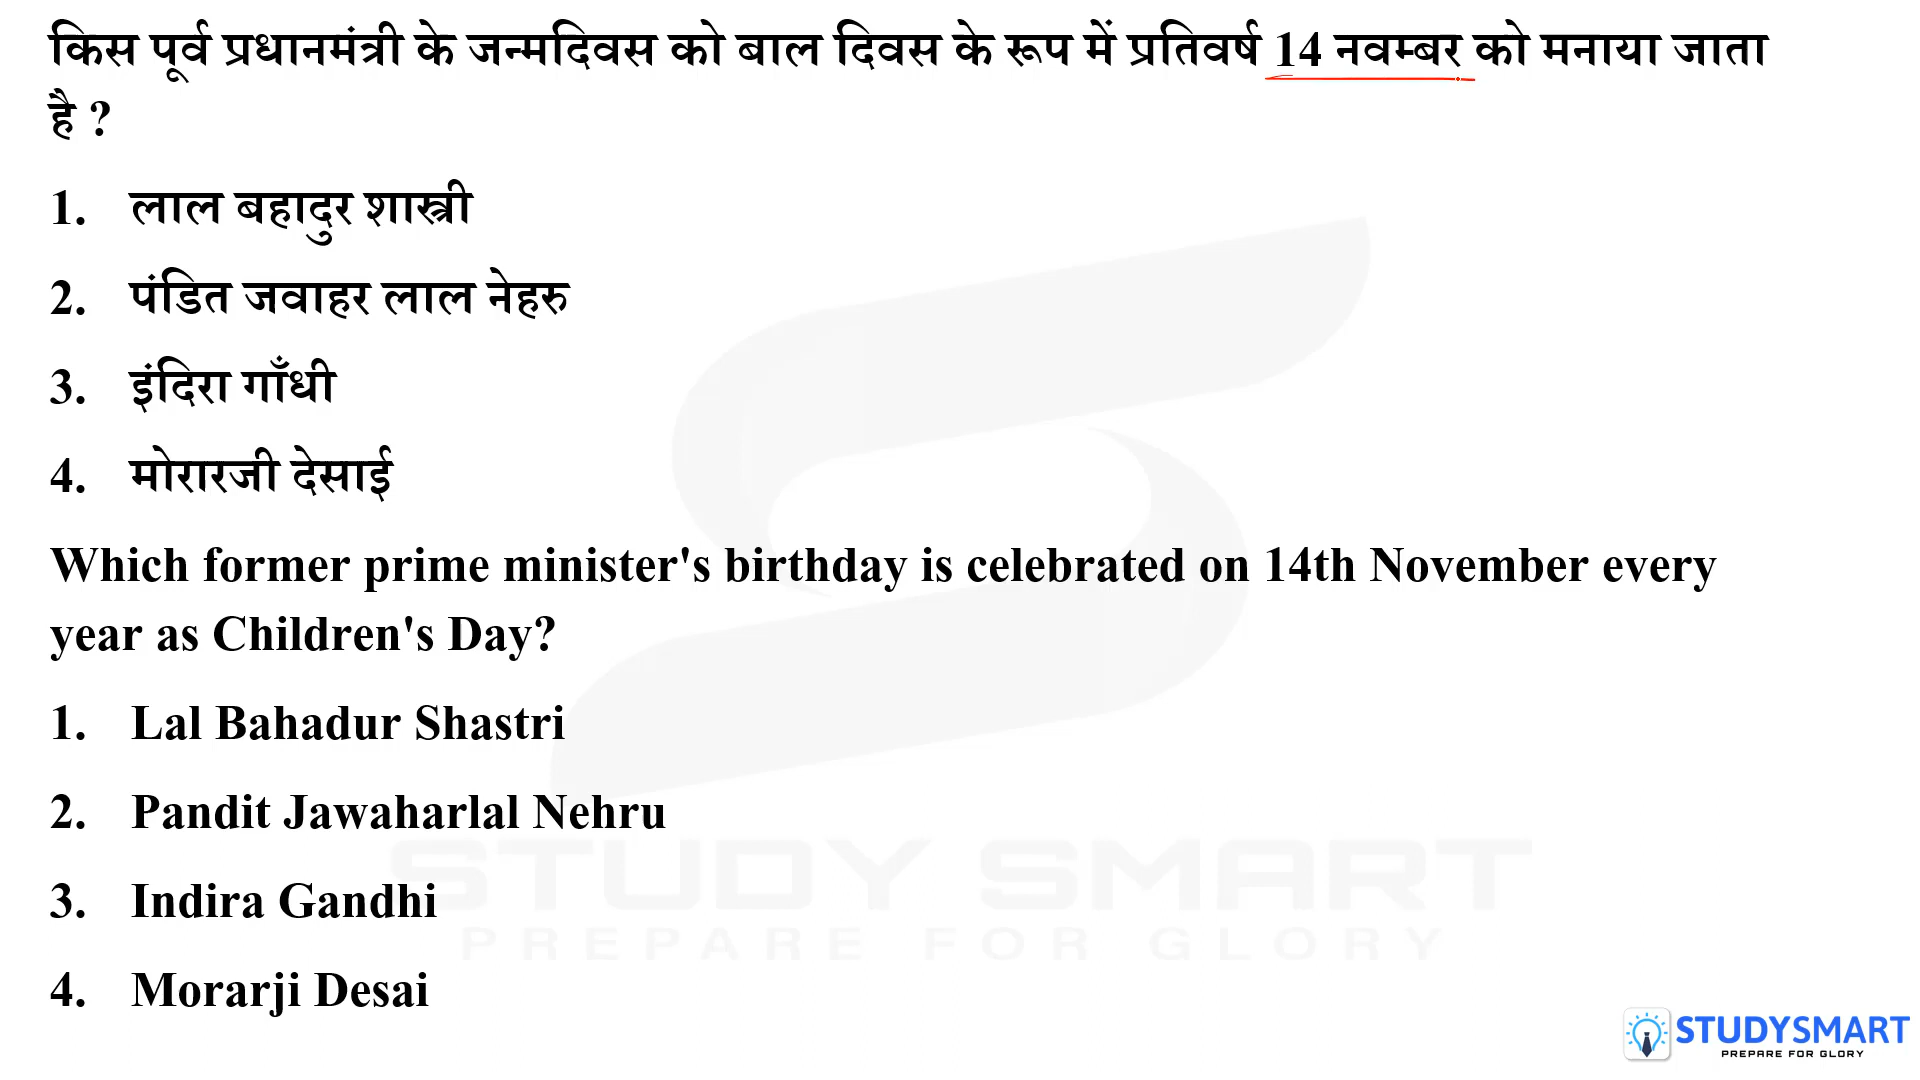 किस पूर्व प्रधानमंत्री के जन्मदिवस को बाल दिवस के रूप में प्रतिवर्ष 14 नवम्बर को मनाया जाता
है ?
1. लाल बहादुर शास्त्री
2. पंडित जवाहर लाल नेहरु
3. इंदिरा गाँधी
4. मोरारजी देसाई
Which former prime minister's birthday is celebrated on 14th November every
year as Children's Day?
1. Lal Bahadur Shastri
2. Pandit Jawaharlal Nehru
3. Indira Gandhi
4. Morarji Desai
STUDY SMART
PREPARE FOR GLORY
STUDYSMART
PREPARE FOR GLORY